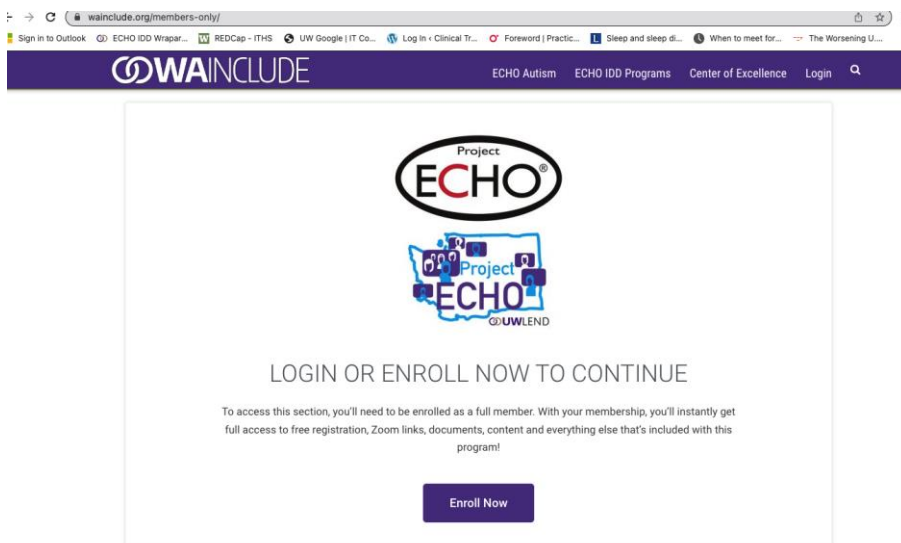 wainclude.org/members-only/
Sign in to Outlook ECHO IDD Wrapar... REDCap - ITHS UW Google | IT Co... Log In ‹ Clinical Tr... Foreword | Practic... Sleep and sleep di... When to meet for... The Worsening U....
WAINCLUDE ECHO Autism ECHO IDD Programs Center of Excellence Login
Project
ECHO®
Project
ECHO
UWLEND
LOGIN OR ENROLL NOW TO CONTINUE
To access this section, you'll need to be enrolled as a full member. With your membership, you'll instantly get
full access to free registration, Zoom links, documents, content and everything else that's included with this
program!
Enroll Now